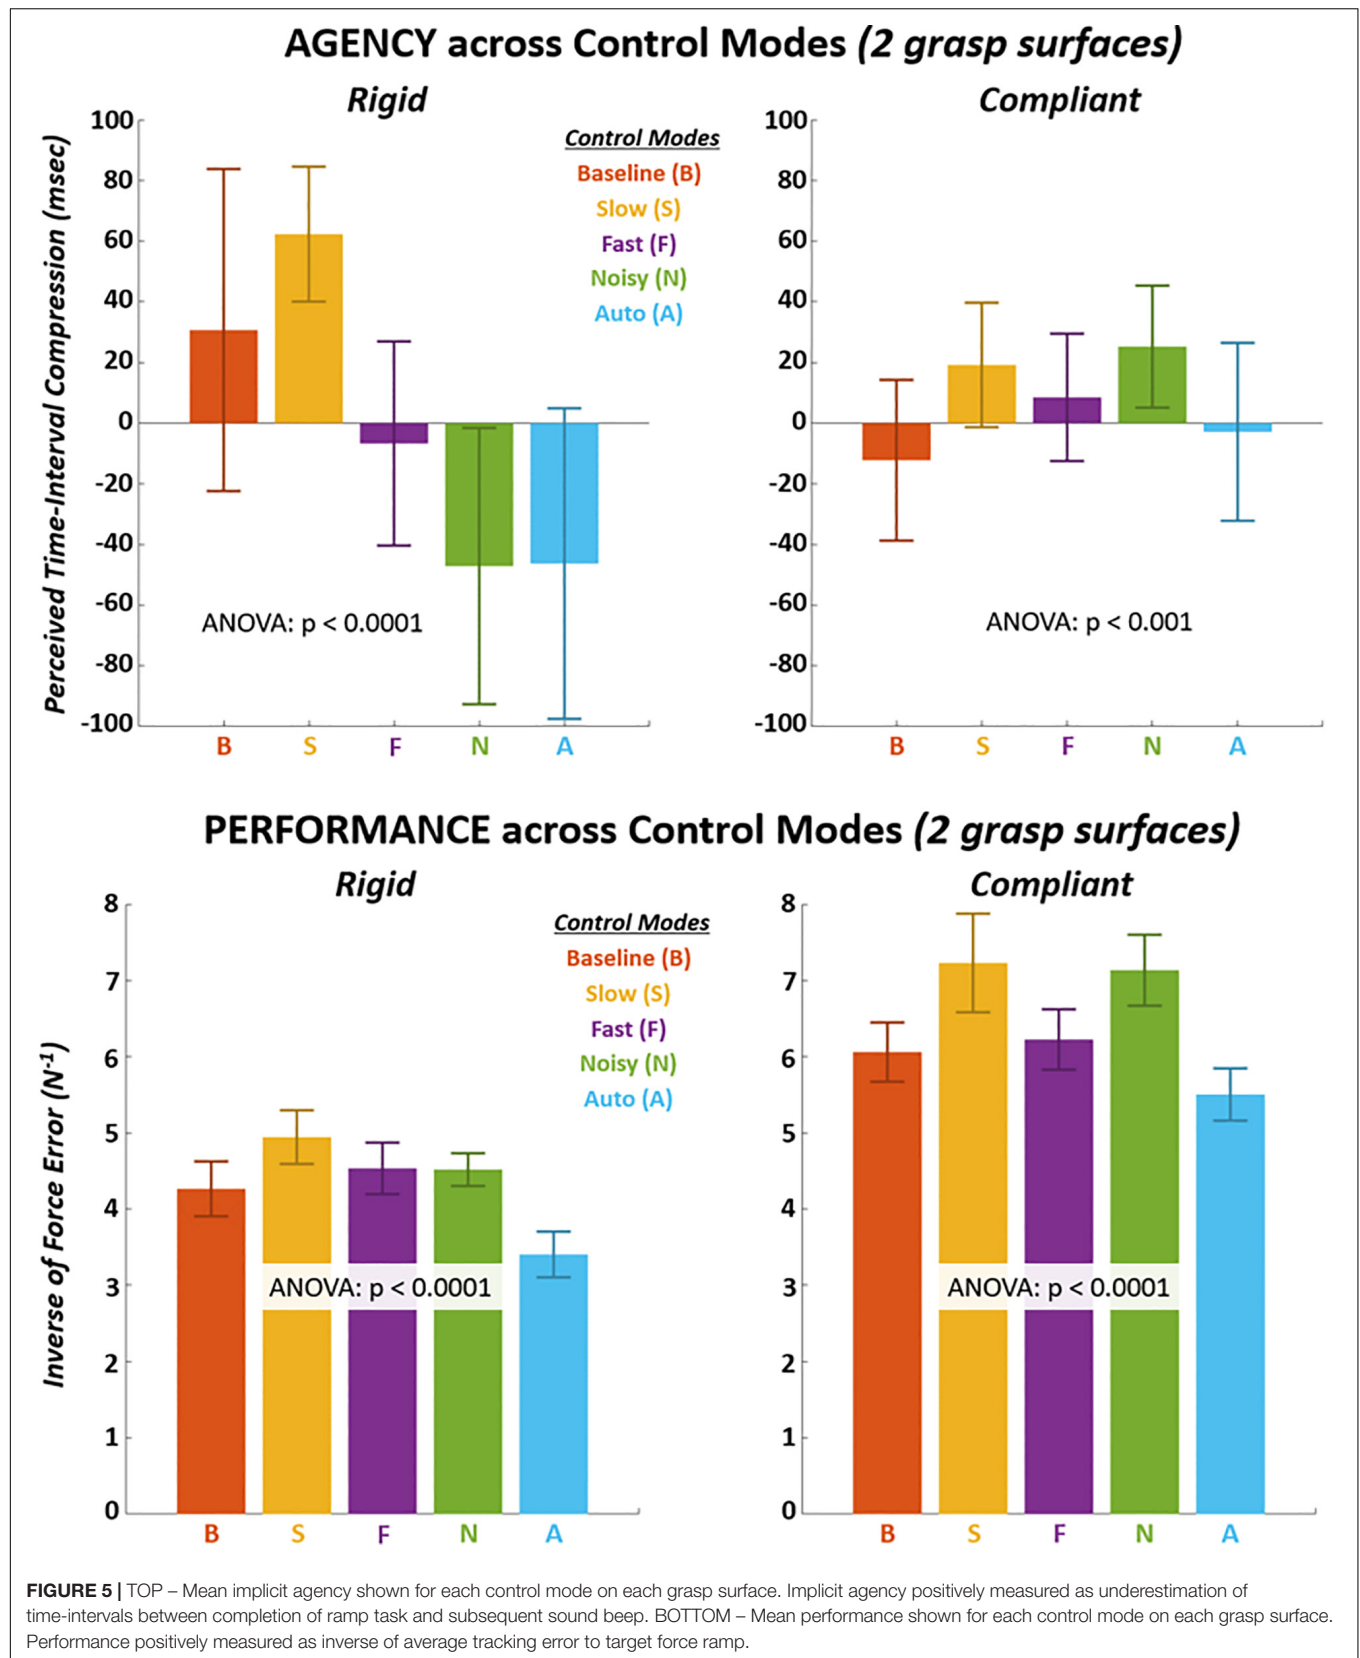 AGENCY across Control Modes (2 grasp surfaces)
Rigid
Compliant
Perceived Time-Interval Compression (msec)
100
80
60
40
20
0
-20
-40
-60
-80
-100
Control Modes
Baseline (B)
Slow (S)
Fast (F)
Noisy (N)
Auto (A)
ANOVA: p < 0.0001
B S F N A
100
80
60
40
20
0
-20
-40
-60
-80
-100
ANOVA: p < 0.001
B S F N A
PERFORMANCE across Control Modes (2 grasp surfaces)
Rigid
Compliant
Inverse of Force Error (N⁻¹)
8
7
6
5
4
3
2
1
0
Control Modes
Baseline (B)
Slow (S)
Fast (F)
Noisy (N)
Auto (A)
ANOVA: p < 0.0001
B S F N A
8
7
6
5
4
3
2
1
0
ANOVA: p < 0.0001
B S F N A
FIGURE 5 | TOP – Mean implicit agency shown for each control mode on each grasp surface. Implicit agency positively measured as underestimation of
time-intervals between completion of ramp task and subsequent sound beep. BOTTOM – Mean performance shown for each control mode on each grasp surface.
Performance positively measured as inverse of average tracking error to target force ramp.